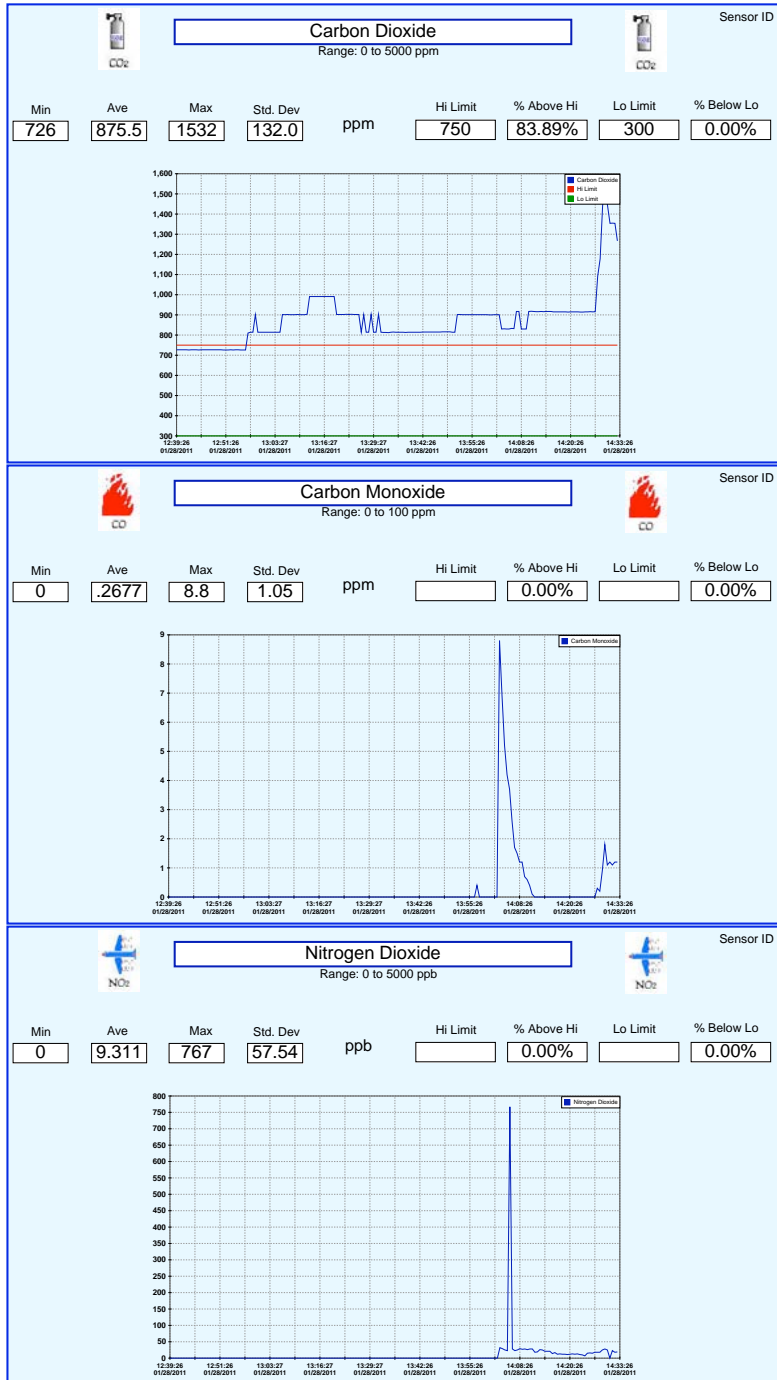 Sensor ID
Carbon Dioxide
Range: 0 to 5000 ppm
CO2
CO2
Min Ave Max Std. Dev Hi Limit % Above Hi Lo Limit % Below Lo
726 875.5 1532 132.0 ppm 750 83.89% 300 0.00%
Carbon Dioxide
Hi Limit
Lo Limit
1,600
1,500
1,400
1,300
1,200
1,100
1,000
900
800
700
600
500
400
300
12:39:26 12:51:26 13:03:27 13:16:27 13:29:27 13:42:26 13:55:26 14:08:26 14:20:26 14:33:26
01/28/2011 01/28/2011 01/28/2011 01/28/2011 01/28/2011 01/28/2011 01/28/2011 01/28/2011 01/28/2011 01/28/2011
Sensor ID
Carbon Monoxide
Range: 0 to 100 ppm
CO
CO
Min Ave Max Std. Dev Hi Limit % Above Hi Lo Limit % Below Lo
0 .2677 8.8 1.05 ppm 0.00% 0.00%
Carbon Monoxide
9
8
7
6
5
4
3
2
1
0
12:39:26 12:51:26 13:03:27 13:16:27 13:29:27 13:42:26 13:55:26 14:08:26 14:20:26 14:33:26
01/28/2011 01/28/2011 01/28/2011 01/28/2011 01/28/2011 01/28/2011 01/28/2011 01/28/2011 01/28/2011 01/28/2011
Sensor ID
Nitrogen Dioxide
Range: 0 to 5000 ppb
NO2
NO2
Min Ave Max Std. Dev Hi Limit % Above Hi Lo Limit % Below Lo
0 9.311 767 57.54 ppb 0.00% 0.00%
Nitrogen Dioxide
800
750
700
650
600
550
500
450
400
350
300
250
200
150
100
50
0
12:39:26 12:51:26 13:03:27 13:16:27 13:29:27 13:42:26 13:55:26 14:08:26 14:20:26 14:33:26
01/28/2011 01/28/2011 01/28/2011 01/28/2011 01/28/2011 01/28/2011 01/28/2011 01/28/2011 01/28/2011 01/28/2011